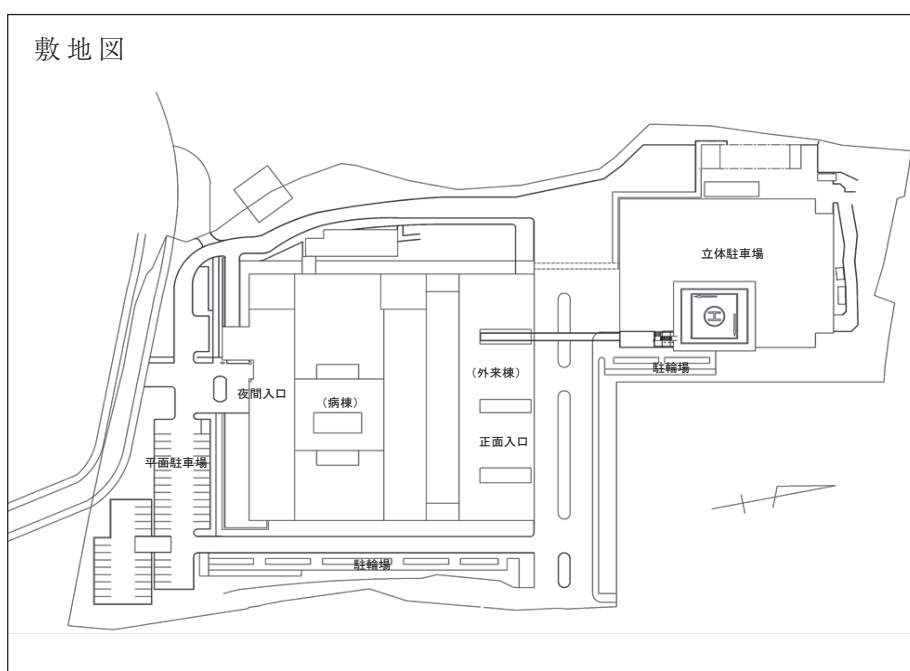 敷地図
立体駐車場
H
駐輪場
(外来棟)
夜間入口
(病棟)
正面入口
平面駐車場
駐輪場